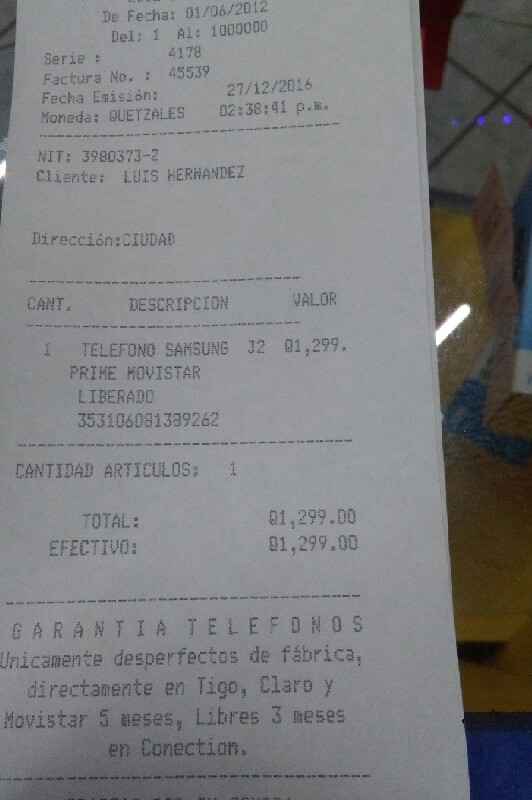 De Fecha: 01/06/2012
Del: 1 Al: 1000000
Serie : 4178
Factura No. : 45539
Fecha Emisión: 27/12/2016
Moneda: QUETZALES 02:38:41 p.m.
NIT: 3980373-2
Cliente: LUIS HERNANDEZ
Dirección:CIUDAD
CANT. DESCRIPCION VALOR
1 TELEFONO SAMSUNG J2 Q1,299.
PRIME MOVISTAR
LIBERADO
353106081389262
CANTIDAD ARTICULOS: 1
TOTAL: Q1,299.00
EFECTIVO: Q1,299.00
G A R A N T I A T E L E F O N O S
Unicamente desperfectos de fábrica,
directamente en Tigo, Claro y
Movistar 5 meses, Libres 3 meses
en Conection.